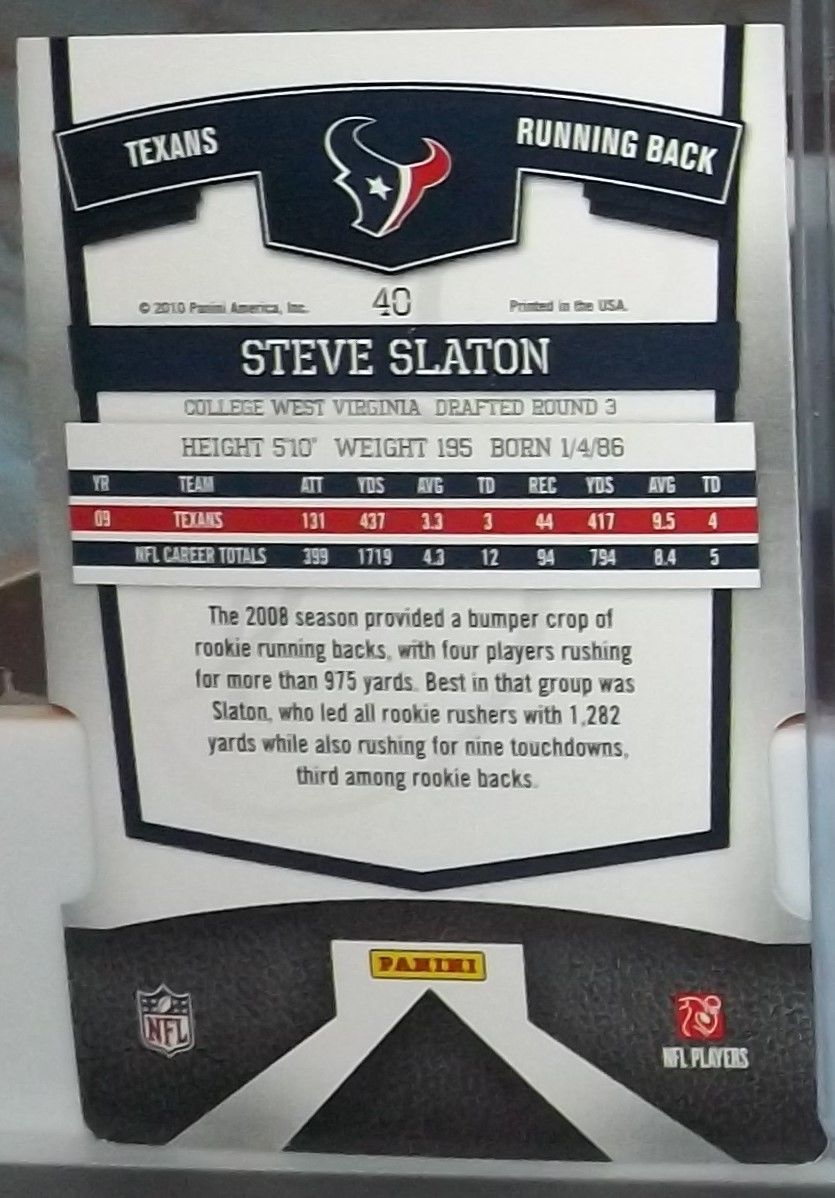 TEXANS
RUNNING BACK
© 2010 Panini America, Inc. 40 Printed in the USA.
STEVE SLATON
COLLEGE WEST VIRGINIA DRAFTED ROUND 3
HEIGHT 5'10" WEIGHT 195 BORN 1/4/86
YR TEAM ATT YDS AVG TD REC YDS AVG TD
09 TEXANS 131 437 3.3 3 44 417 9.5 4
NFL CAREER TOTALS 399 1719 4.3 12 94 794 8.4 5
The 2008 season provided a bumper crop of
rookie running backs, with four players rushing
for more than 975 yards. Best in that group was
Slaton, who led all rookie rushers with 1,282
yards while also rushing for nine touchdowns,
third among rookie backs.
PANINI
NFL
NFL PLAYERS